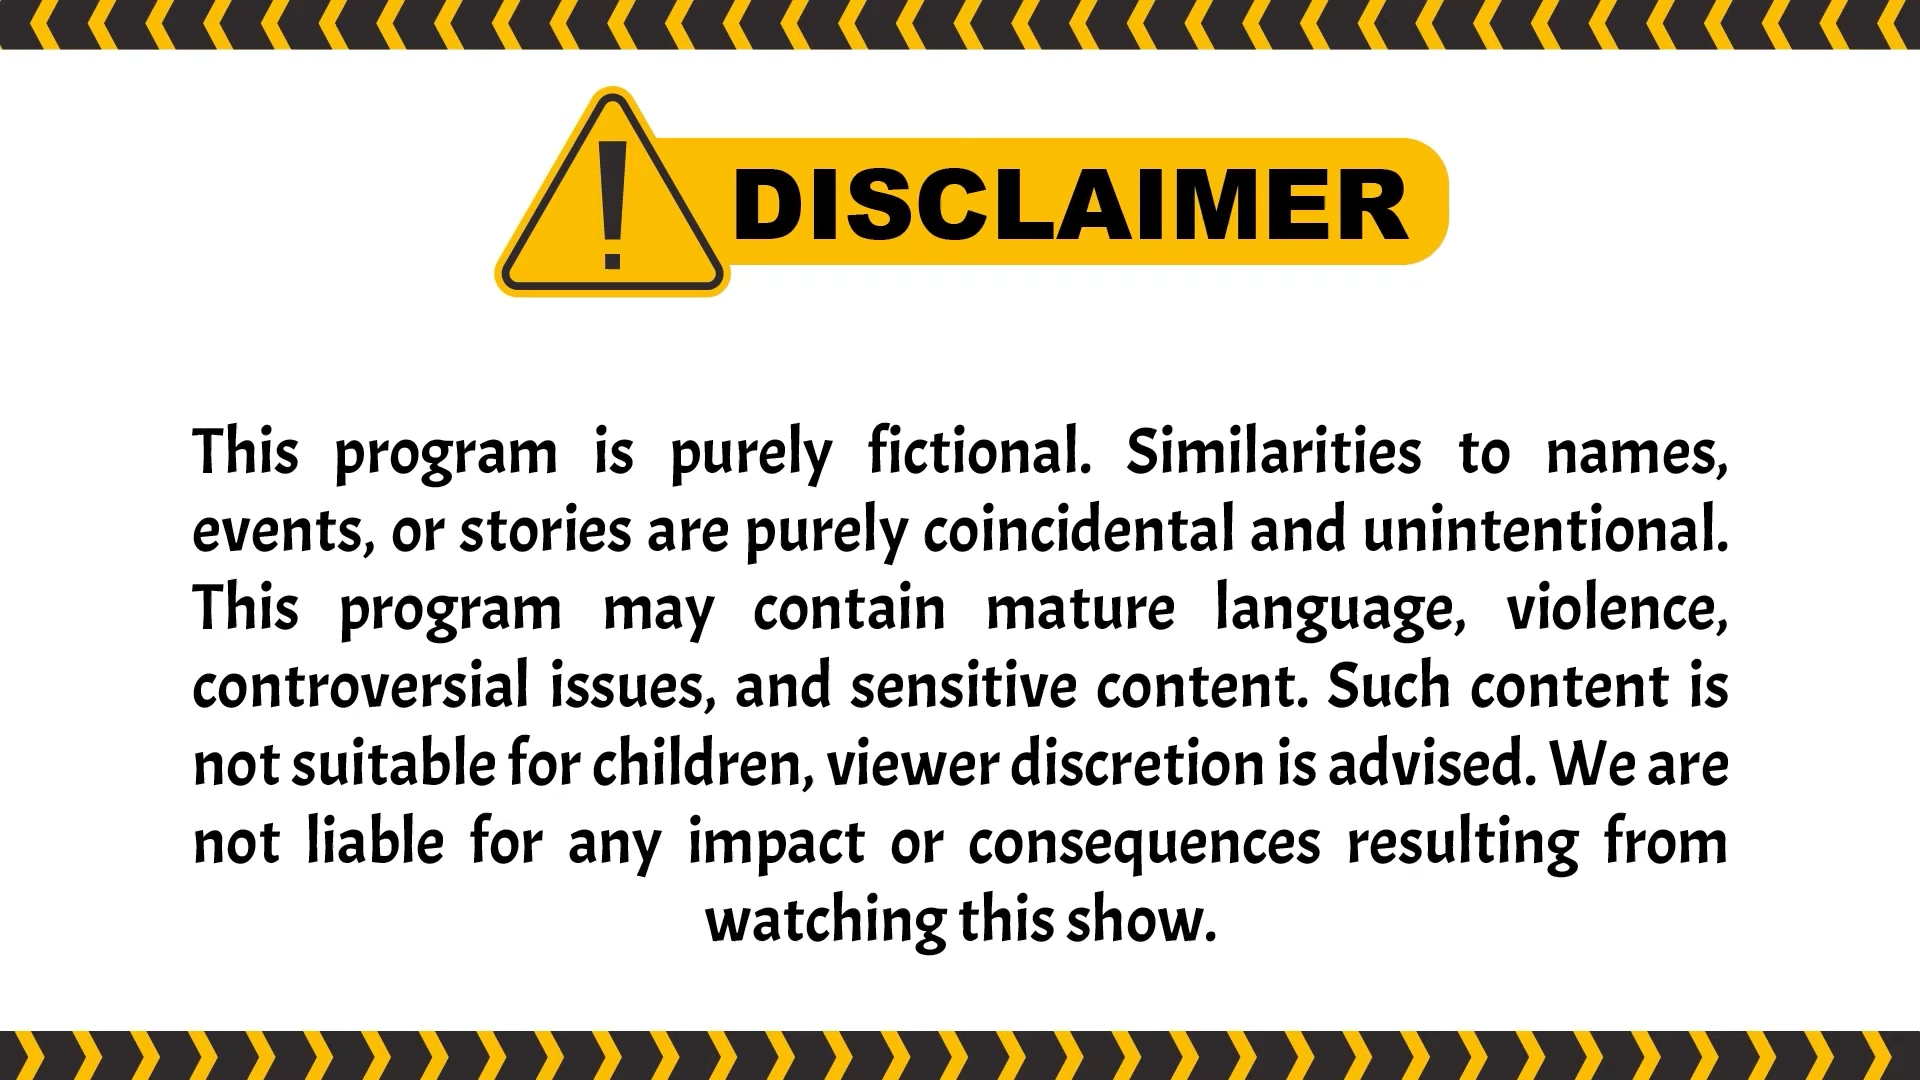 DISCLAIMER
This program is purely fictional. Similarities to names,
events, or stories are purely coincidental and unintentional.
This program may contain mature language, violence,
controversial issues, and sensitive content. Such content is
not suitable for children, viewer discretion is advised. We are
not liable for any impact or consequences resulting from
watching this show.